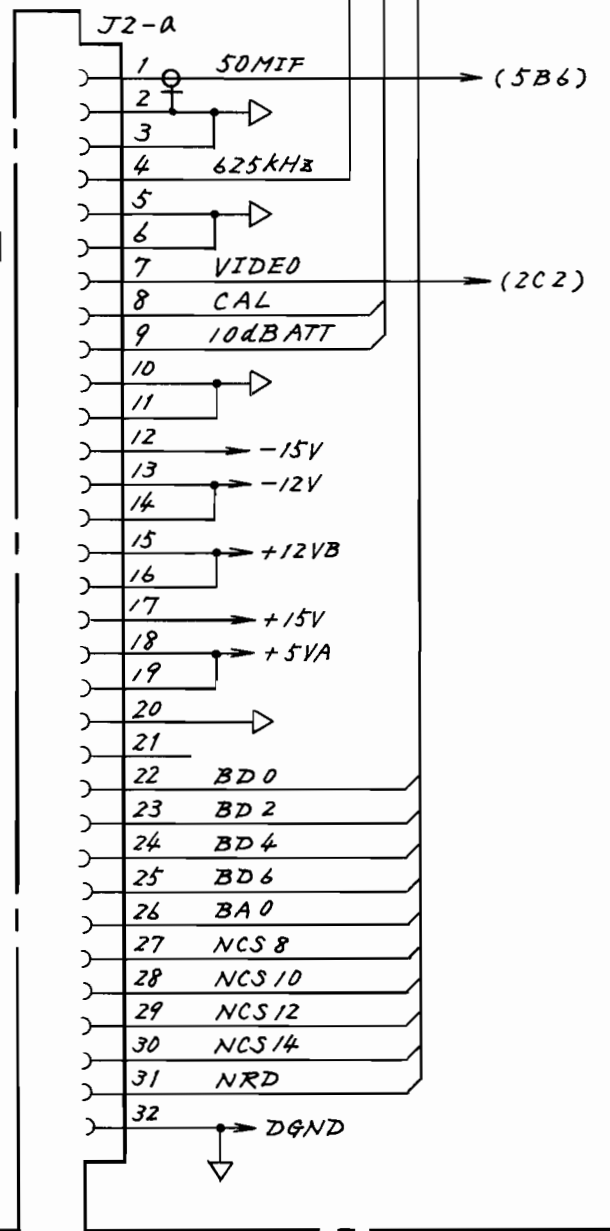 J2-a
1 50MIF (5B6)
2
3
4 625kHz
5
6
7 VIDEO (2C2)
8 CAL
9 10dBATT
10
11
12 -15V
13 -12V
14
15 +12VB
16
17 +15V
18 +5VA
19
20
21
22 BD0
23 BD2
24 BD4
25 BD6
26 BA0
27 NCS8
28 NCS10
29 NCS12
30 NCS14
31 NRD
32 DGND